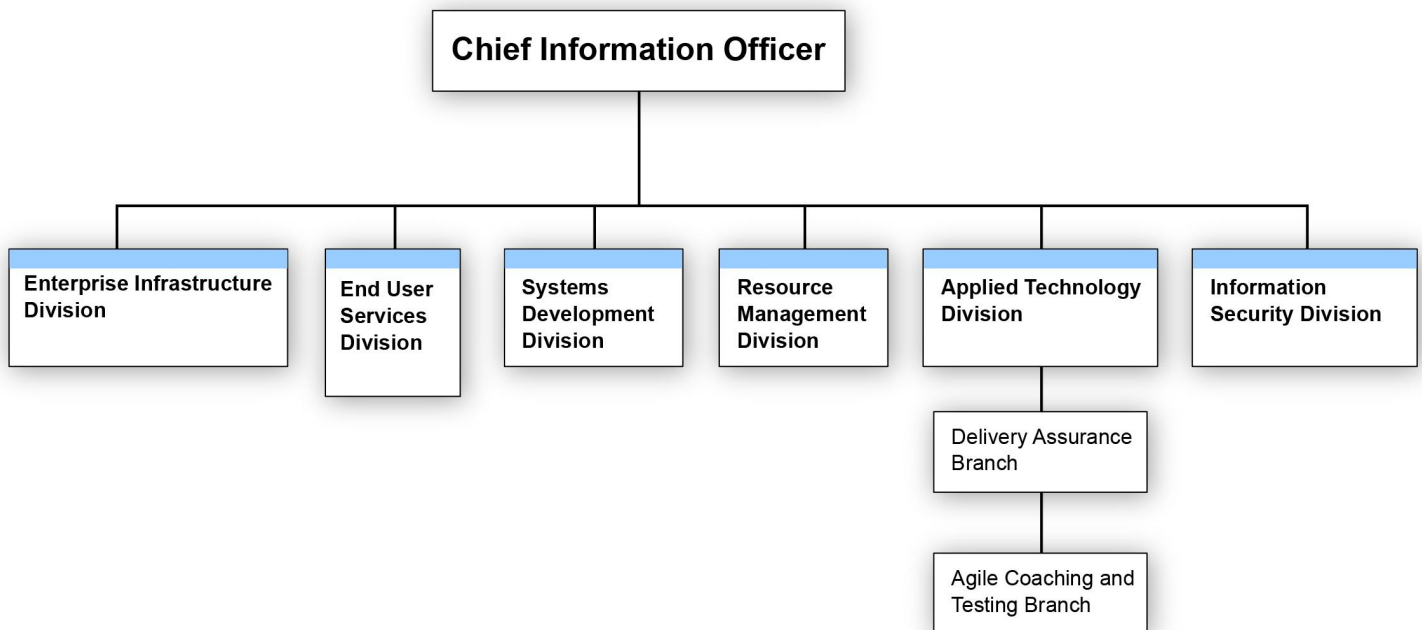 Chief Information Officer
Enterprise Infrastructure
Division
End User
Services
Division
Systems
Development
Division
Resource
Management
Division
Applied Technology
Division
Information
Security Division
Delivery Assurance
Branch
Agile Coaching and
Testing Branch